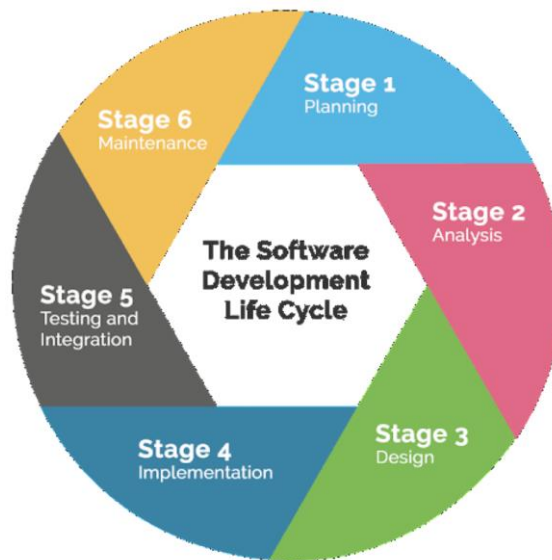 The Software
Development
Life Cycle
Stage 1
Planning
Stage 2
Analysis
Stage 3
Design
Stage 4
Implementation
Stage 5
Testing and
Integration
Stage 6
Maintenance